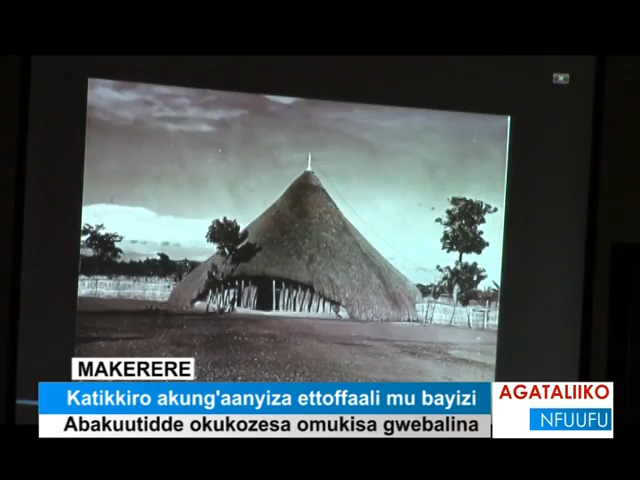 MAKERERE
Katikkiro akung'aanyiza ettoffaali mu bayizi
Abakuutidde okukozesa omukisa gwebalina
AGATALIIKO
NFUUFU